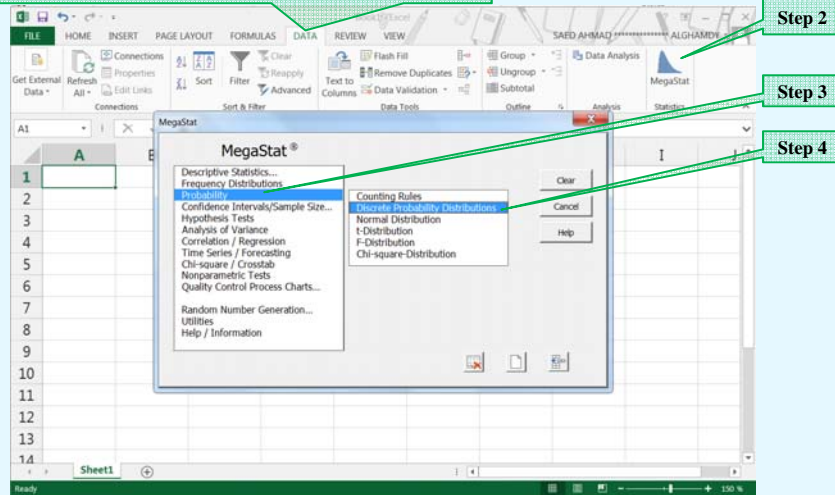 Step 2
Step 3
Step 4
FILE HOME INSERT PAGE LAYOUT FORMULAS DATA REVIEW VIEW SAED AHMAD ALGHAMDY
Get External Data
Refresh All
Connections
Properties
Edit Links
Connections
Sort
Filter
Clear
Reapply
Advanced
Sort & Filter
Text to Columns
Flash Fill
Remove Duplicates
Data Validation
Data Tools
Group
Ungroup
Subtotal
Outline
Data Analysis
Analysis
MegaStat
Statistics
A1
A I J
1
2
3
4
5
6
7
8
9
10
11
12
13
14
MegaStat
MegaStat ®
Descriptive Statistics...
Frequency Distributions
Probability
Confidence Intervals/Sample Size...
Hypothesis Tests
Analysis of Variance
Correlation / Regression
Time Series / Forecasting
Chi-square / Crosstab
Nonparametric Tests
Quality Control Process Charts...
Random Number Generation...
Utilities
Help / Information
Counting Rules
Discrete Probability Distributions
Normal Distribution
t-Distribution
F-Distribution
Chi-square-Distribution
Clear
Cancel
Help
Sheet1
Ready
150 %